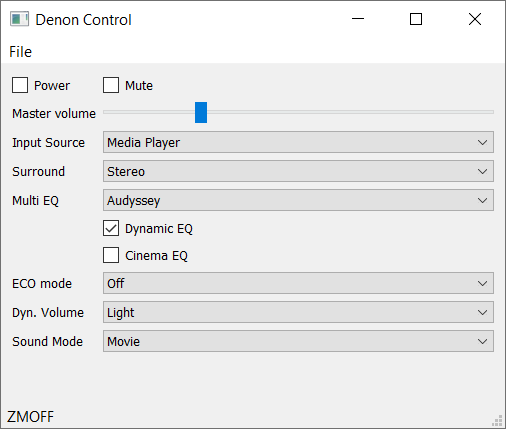 Denon Control
File
Power Mute
Master volume
Input Source Media Player
Surround Stereo
Multi EQ Audyssey
Dynamic EQ
Cinema EQ
ECO mode Off
Dyn. Volume Light
Sound Mode Movie
ZMOFF